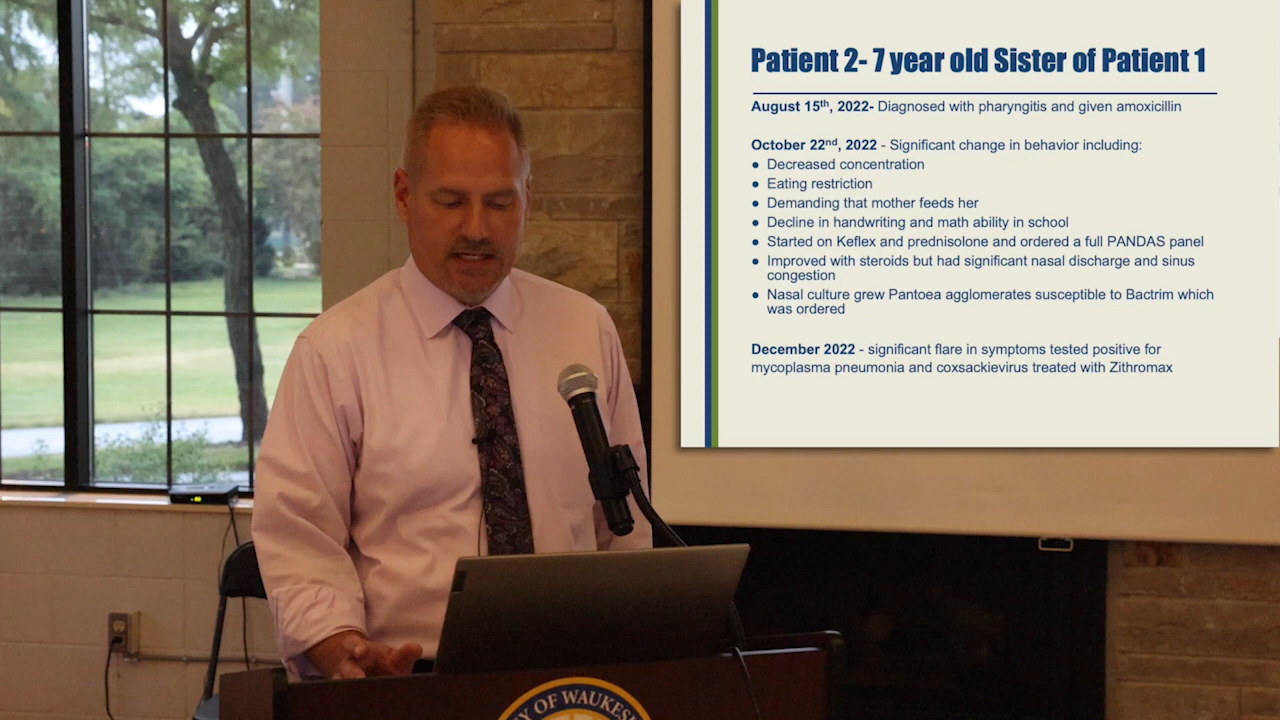 Patient 2- 7 year old Sister of Patient 1
August 15th, 2022- Diagnosed with pharyngitis and given amoxicillin
October 22nd, 2022 - Significant change in behavior including:
● Decreased concentration
● Eating restriction
● Demanding that mother feeds her
● Decline in handwriting and math ability in school
● Started on Keflex and prednisolone and ordered a full PANDAS panel
● Improved with steroids but had significant nasal discharge and sinus
congestion
● Nasal culture grew Pantoea agglomerates susceptible to Bactrim which
was ordered
December 2022 - significant flare in symptoms tested positive for
mycoplasma pneumonia and coxsackievirus treated with Zithromax
Y OF WAUKES